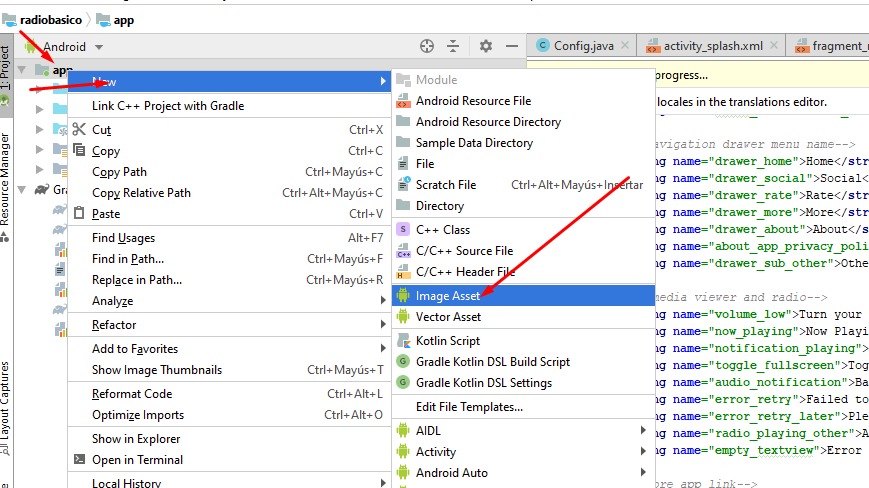 radiobasico
app
Android
Config.java
activity_splash.xml
fragment_
1: Project
Resource Manager
Layout Captures
app
Gra
New
Link C++ Project with Gradle
Cut Ctrl+X
Copy Ctrl+C
Copy Path Ctrl+Mayús+C
Copy Relative Path Ctrl+Alt+Mayús+C
Paste Ctrl+V
Find Usages Alt+F7
Find in Path... Ctrl+Mayús+F
Replace in Path... Ctrl+Mayús+R
Analyze
Refactor
Add to Favorites
Show Image Thumbnails Ctrl+Mayús+T
Reformat Code Ctrl+Alt+L
Optimize Imports Ctrl+Alt+O
Show in Explorer
Open in Terminal
Local History
Module
Android Resource File
Android Resource Directory
Sample Data Directory
File
Scratch File Ctrl+Alt+Mayús+Insertar
Directory
C++ Class
C/C++ Source File
C/C++ Header File
Image Asset
Vector Asset
Kotlin Script
Gradle Kotlin DSL Build Script
Gradle Kotlin DSL Settings
Edit File Templates...
AIDL
Activity
Android Auto
progress...
locales in the translations editor.
avigation drawer menu name-->
ng name="drawer_home">Home</str
ng name="drawer_social">Social<
ng name="drawer_rate">Rate</str
ng name="drawer_more">More</str
ng name="drawer_about">About</s
ng name="about_app_privacy_poli
ng name="drawer_sub_other">Othe
media viewer and radio-->
ng name="volume_low">Turn your
ng name="now_playing">Now Playi
ng name="notification_playing">
ng name="toggle_fullscreen">Tog
ng name="audio_notification">Ba
ng name="error_retry">Failed to
ng name="error_retry_later">Ple
ng name="radio_playing_other">A
ng name="empty_textview">Error
ore app link-->